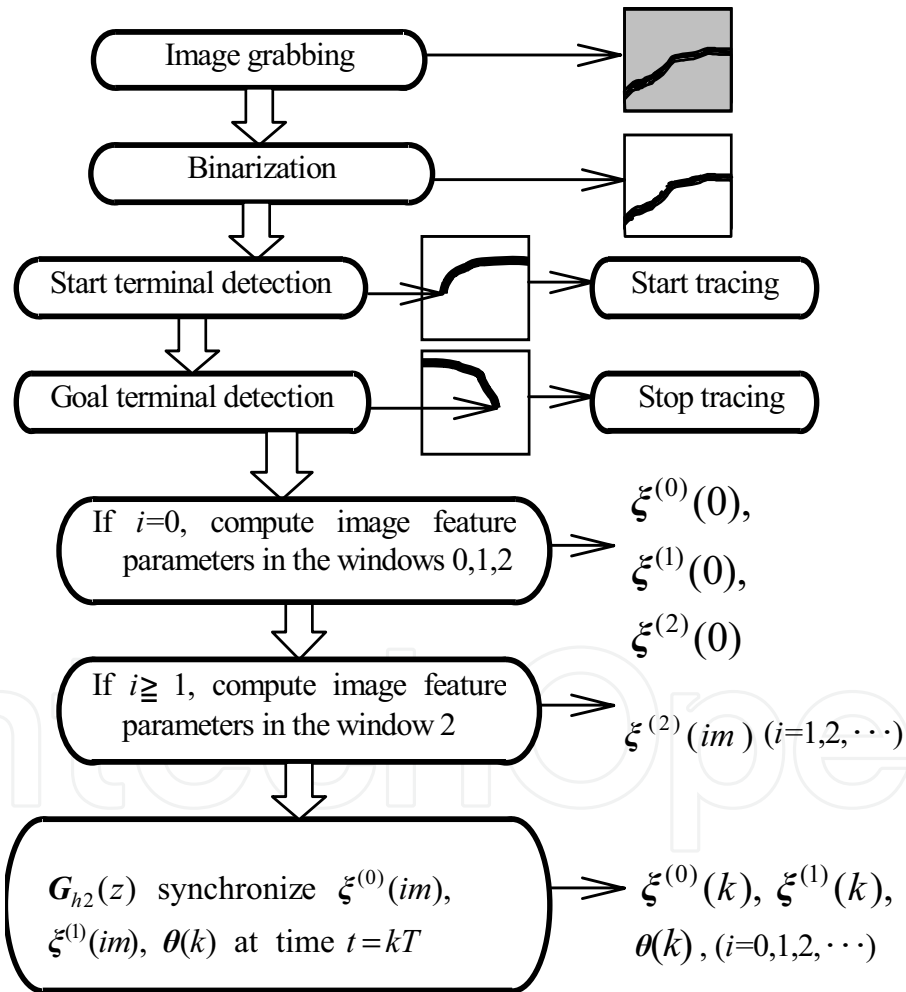 Image grabbing
Binarization
Start terminal detection
Start tracing
Goal terminal detection
Stop tracing
If i=0, compute image feature
parameters in the windows 0,1,2
ξ⁽⁰⁾(0),
ξ⁽¹⁾(0),
ξ⁽²⁾(0)
If i≧ 1, compute image feature
parameters in the window 2
ξ⁽²⁾(im) (i=1,2,⋯)
G_{h2}(z) synchronize ξ⁽⁰⁾(im),
ξ⁽¹⁾(im), θ(k) at time t=kT
ξ⁽⁰⁾(k), ξ⁽¹⁾(k),
θ(k), (i=0,1,2,⋯)
ntechOpe